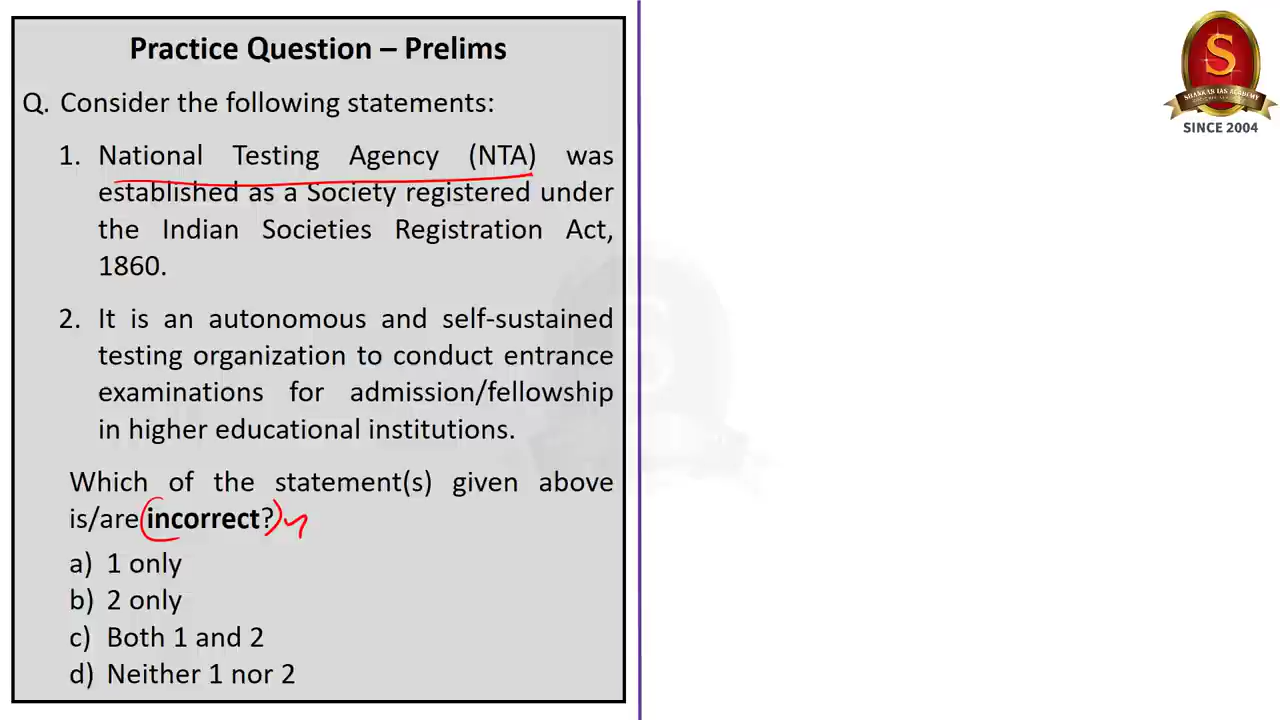 Practice Question – Prelims
Q. Consider the following statements:
1. National Testing Agency (NTA) was
established as a Society registered under
the Indian Societies Registration Act,
1860.
2. It is an autonomous and self-sustained
testing organization to conduct entrance
examinations for admission/fellowship
in higher educational institutions.
Which of the statement(s) given above
is/are incorrect?
a) 1 only
b) 2 only
c) Both 1 and 2
d) Neither 1 nor 2
S
SHANKAR IAS ACADEMY
SINCE 2004